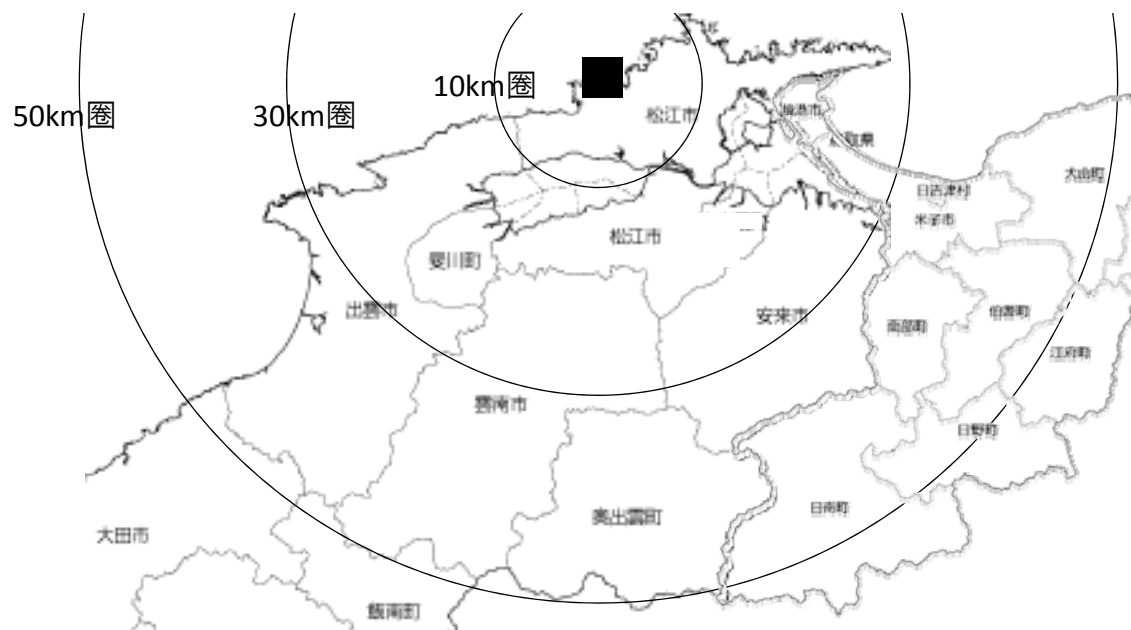 10km圏
50km圏
30km圏
松江市
境港市
取県
大山町
日吉津村
米子市
松江市
斐川町
出雲市
安来市
伯耆町
南部町
江府町
雲南市
日野町
日南町
奥出雲町
大田市
飯南町